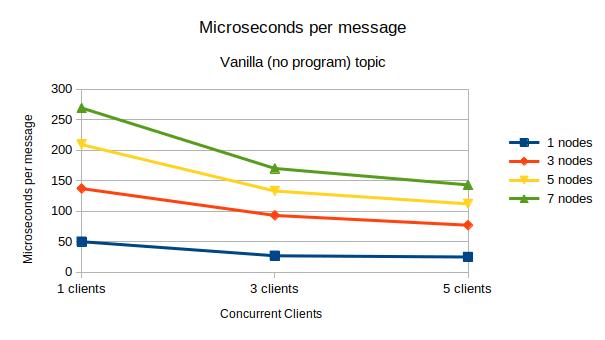 Microseconds per message
Vanilla (no program) topic
Microseconds per message
300
250
200
150
100
50
0
1 clients
3 clients
5 clients
Concurrent Clients
1 nodes
3 nodes
5 nodes
7 nodes